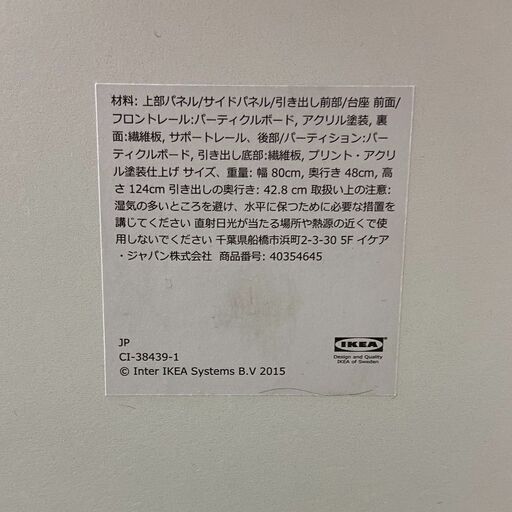 材料: 上部パネル/サイドパネル/引き出し前部/台座 前面/
フロントレール:パーティクルボード, アクリル塗装, 裏
面:繊維板, サポートレール、後部/パーティション:パー
ティクルボード, 引き出し底部:繊維板, プリント・アクリ
ル塗装仕上げ サイズ、重量: 幅 80cm, 奥行き 48cm, 高
さ 124cm 引き出しの奥行き: 42.8 cm 取扱い上の注意:
湿気の多いところを避け、水平に保つために必要な措置を
講じてください 直射日光が当たる場所や熱源の近くで使
用しないでください 千葉県船橋市浜町2-3-30 5F イケア
・ジャパン株式会社 商品番号: 40354645
JP
CI-38439-1
© Inter IKEA Systems B.V 2015
IKEA
Design and Quality
IKEA of Sweden